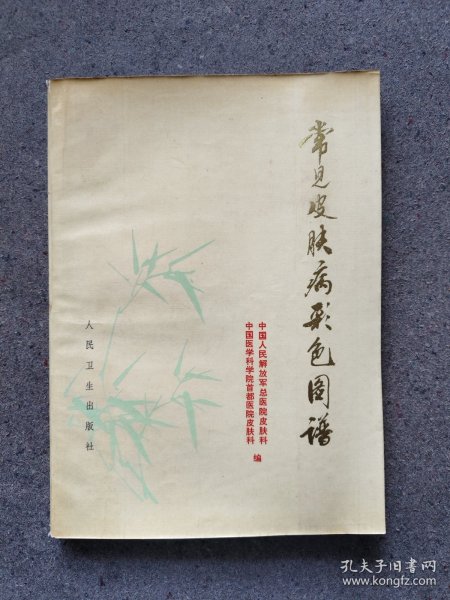 常见皮肤病彩色图谱
中国人民解放军总医院皮肤科
中国医学科学院首都医院皮肤科
编
人民卫生出版社
孔夫子旧书网
www.kongfz.com